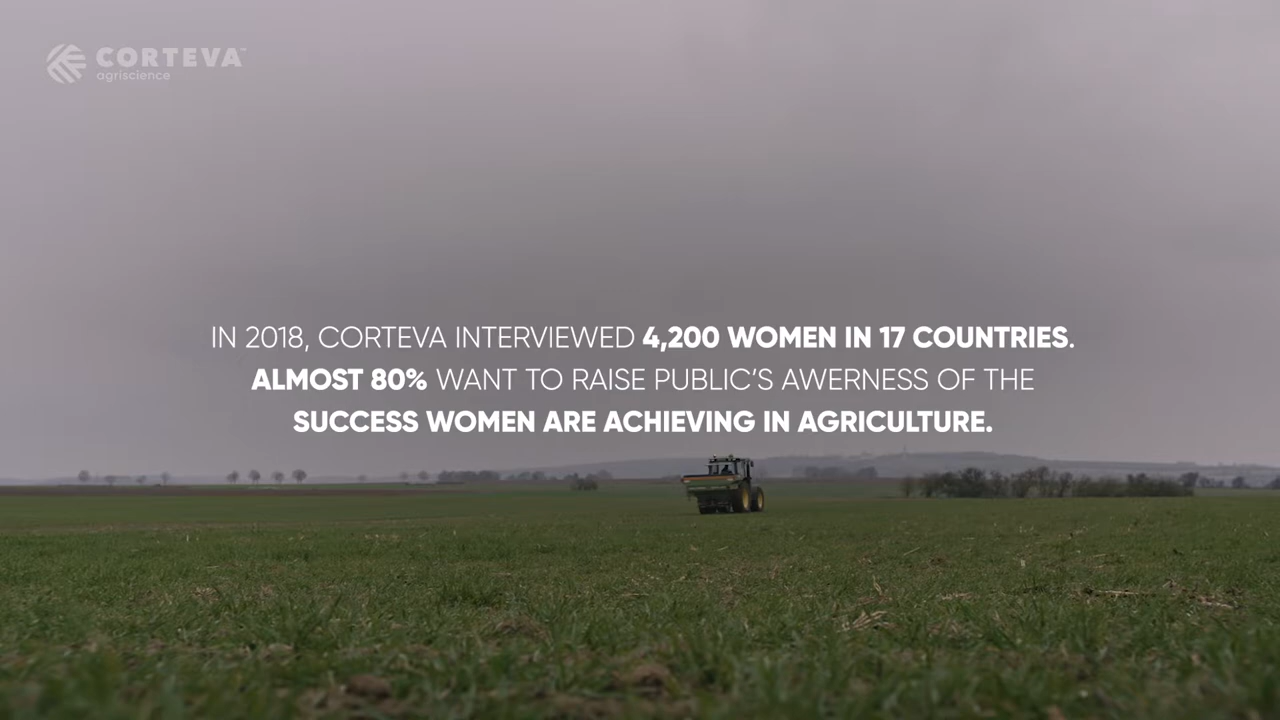 CORTEVA™
agriscience
IN 2018, CORTEVA INTERVIEWED 4,200 WOMEN IN 17 COUNTRIES.
ALMOST 80% WANT TO RAISE PUBLIC'S AWERNESS OF THE
SUCCESS WOMEN ARE ACHIEVING IN AGRICULTURE.